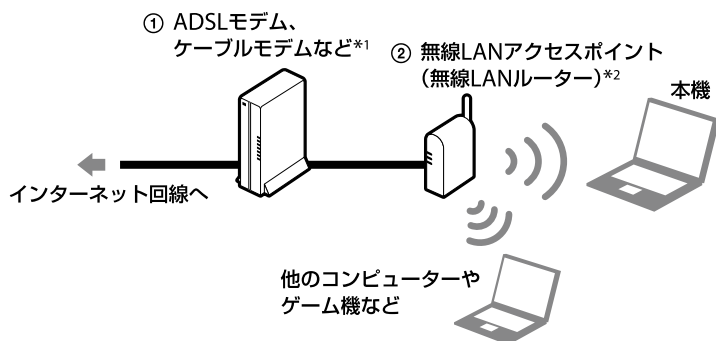 ① ADSLモデム、
ケーブルモデムなど*1
② 無線LANアクセスポイント
（無線LANルーター）*2
本機
インターネット回線へ
他のコンピューターや
ゲーム機など